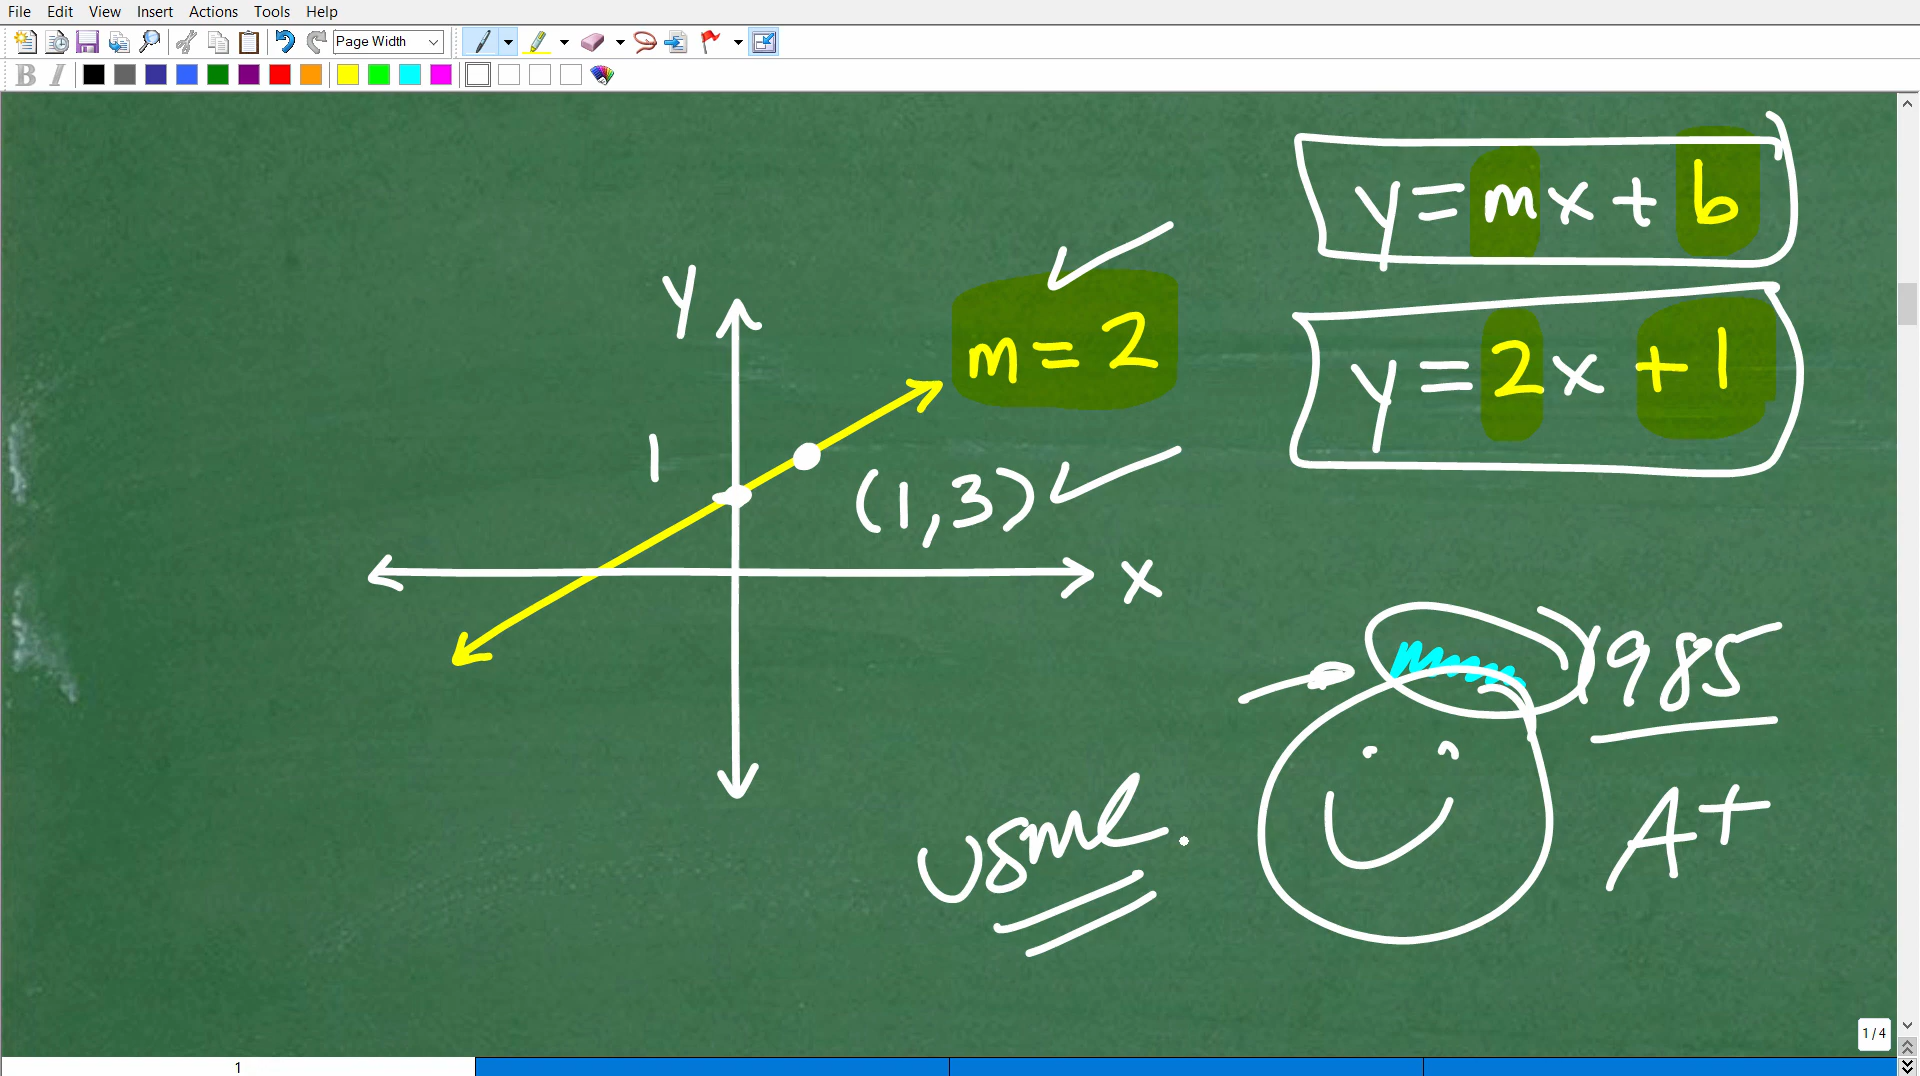 File Edit View Insert Actions Tools Help
Page Width
B I
y = mx + b
y
m = 2
y = 2x + 1
1
(1,3)
x
1985
A+
1/4
1